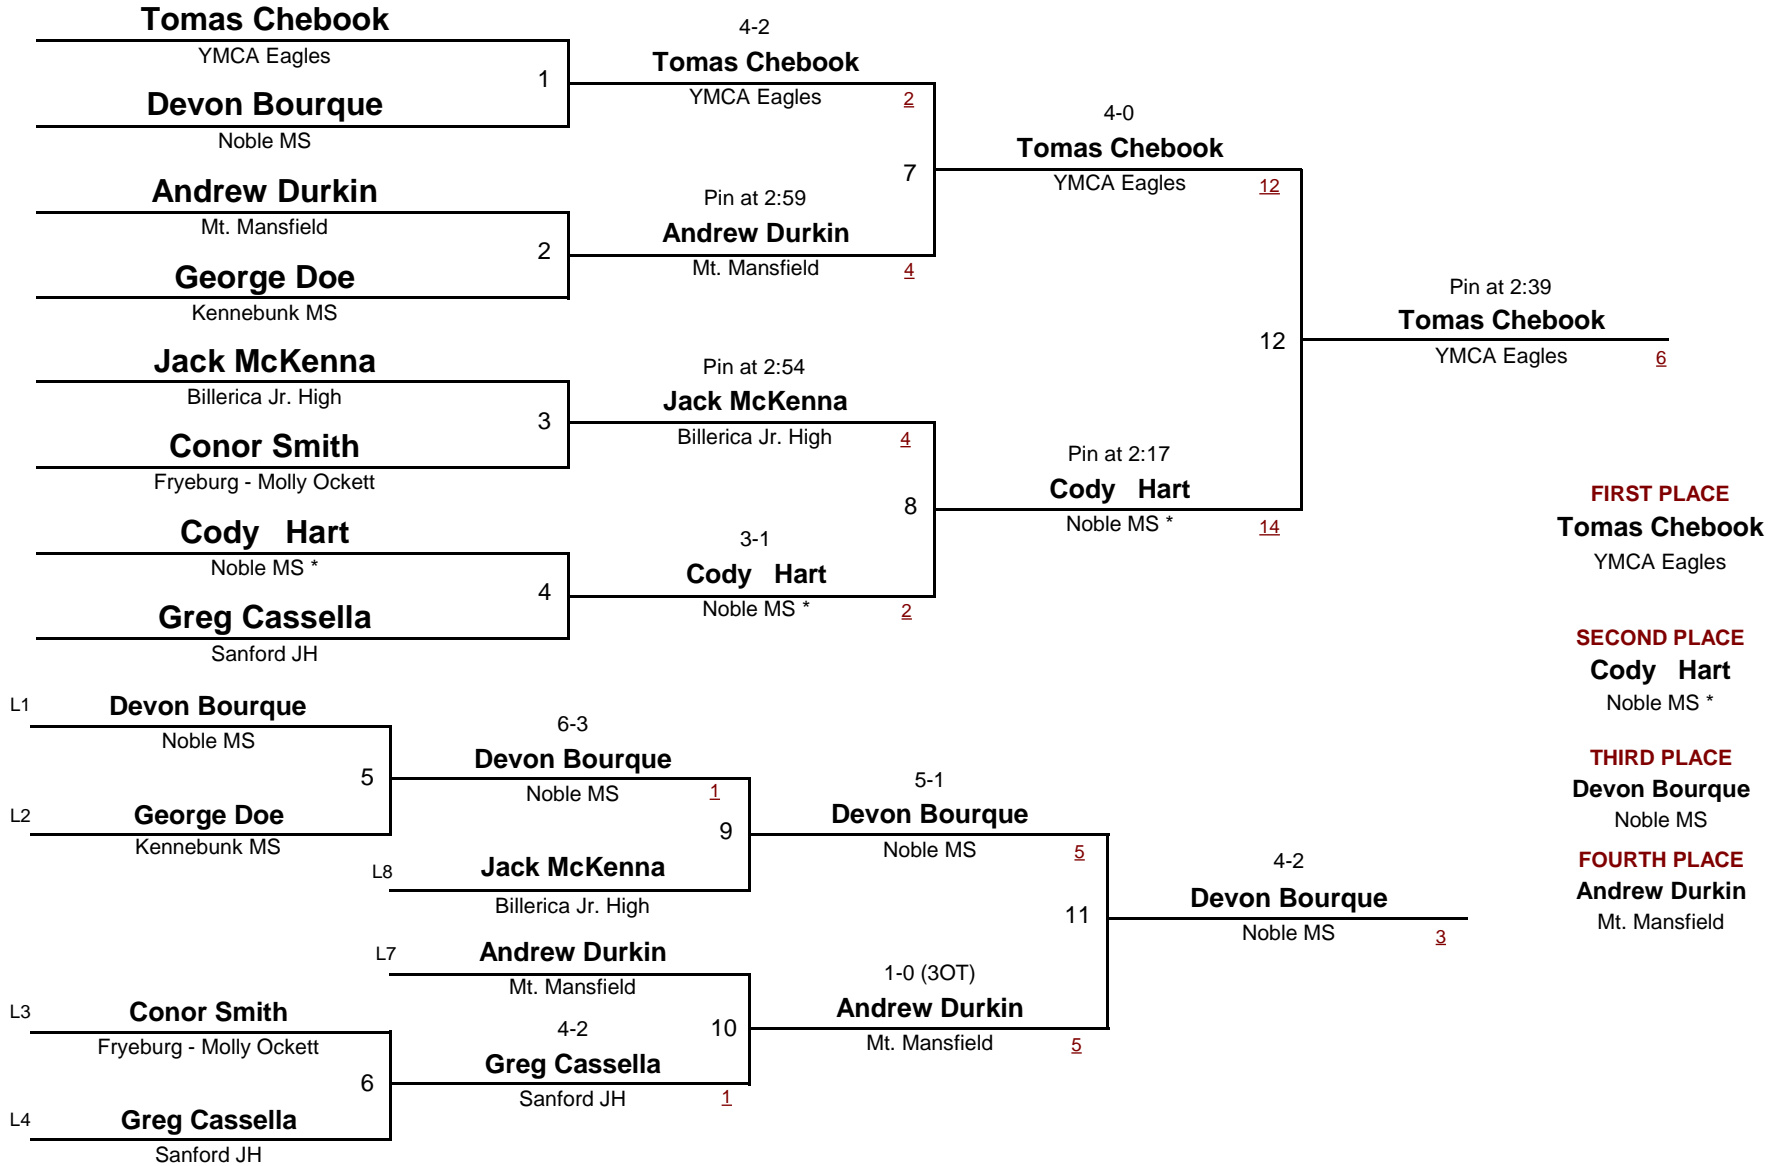 Tomas Chebook
YMCA Eagles
1
Devon Bourque
Noble MS
4-2
Tomas Chebook
YMCA Eagles
2
Andrew Durkin
Mt. Mansfield
2
George Doe
Kennebunk MS
Pin at 2:59
Andrew Durkin
Mt. Mansfield
4
7
4-0
Tomas Chebook
YMCA Eagles
12
Jack McKenna
Billerica Jr. High
3
Conor Smith
Fryeburg - Molly Ockett
Pin at 2:54
Jack McKenna
Billerica Jr. High
4
Cody Hart
Noble MS *
4
Greg Cassella
Sanford JH
3-1
Cody Hart
Noble MS *
2
8
Pin at 2:17
Cody Hart
Noble MS *
14
12
Pin at 2:39
Tomas Chebook
YMCA Eagles
6
L1
Devon Bourque
Noble MS
5
L2
George Doe
Kennebunk MS
6-3
Devon Bourque
Noble MS
1
9
L8
Jack McKenna
Billerica Jr. High
5-1
Devon Bourque
Noble MS
5
L7
Andrew Durkin
Mt. Mansfield
L3
Conor Smith
Fryeburg - Molly Ockett
6
L4
Greg Cassella
Sanford JH
4-2
Greg Cassella
Sanford JH
1
10
1-0 (3OT)
Andrew Durkin
Mt. Mansfield
5
11
4-2
Devon Bourque
Noble MS
3
FIRST PLACE
Tomas Chebook
YMCA Eagles
SECOND PLACE
Cody Hart
Noble MS *
THIRD PLACE
Devon Bourque
Noble MS
FOURTH PLACE
Andrew Durkin
Mt. Mansfield